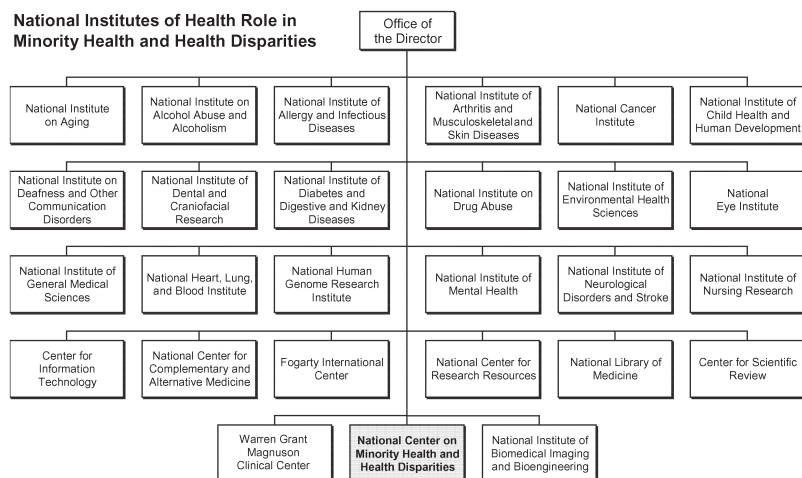 National Institutes of Health Role in
Minority Health and Health Disparities
Office of
the Director
National Institute
on Aging
National Institute on
Alcohol Abuse and
Alcoholism
National Institute of
Allergy and Infectious
Diseases
National Institute of
Arthritis and
Musculoskeletal and
Skin Diseases
National Cancer
Institute
National Institute of
Child Health and
Human Development
National Institute on
Deafness and Other
Communication
Disorders
National Institute of
Dental and
Craniofacial
Research
National Institute of
Diabetes and
Digestive and Kidney
Diseases
National Institute on
Drug Abuse
National Institute of
Environmental Health
Sciences
National
Eye Institute
National Institute of
General Medical
Sciences
National Heart, Lung,
and Blood Institute
National Human
Genome Research
Institute
National Institute of
Mental Health
National Institute of
Neurological
Disorders and Stroke
National Institute of
Nursing Research
Center for
Information
Technology
National Center for
Complementary and
Alternative Medicine
Fogarty International
Center
National Center for
Research Resources
National Library of
Medicine
Center for Scientific
Review
Warren Grant
Magnuson
Clinical Center
National Center on
Minority Health and
Health Disparities
National Institute of
Biomedical Imaging
and Bioengineering